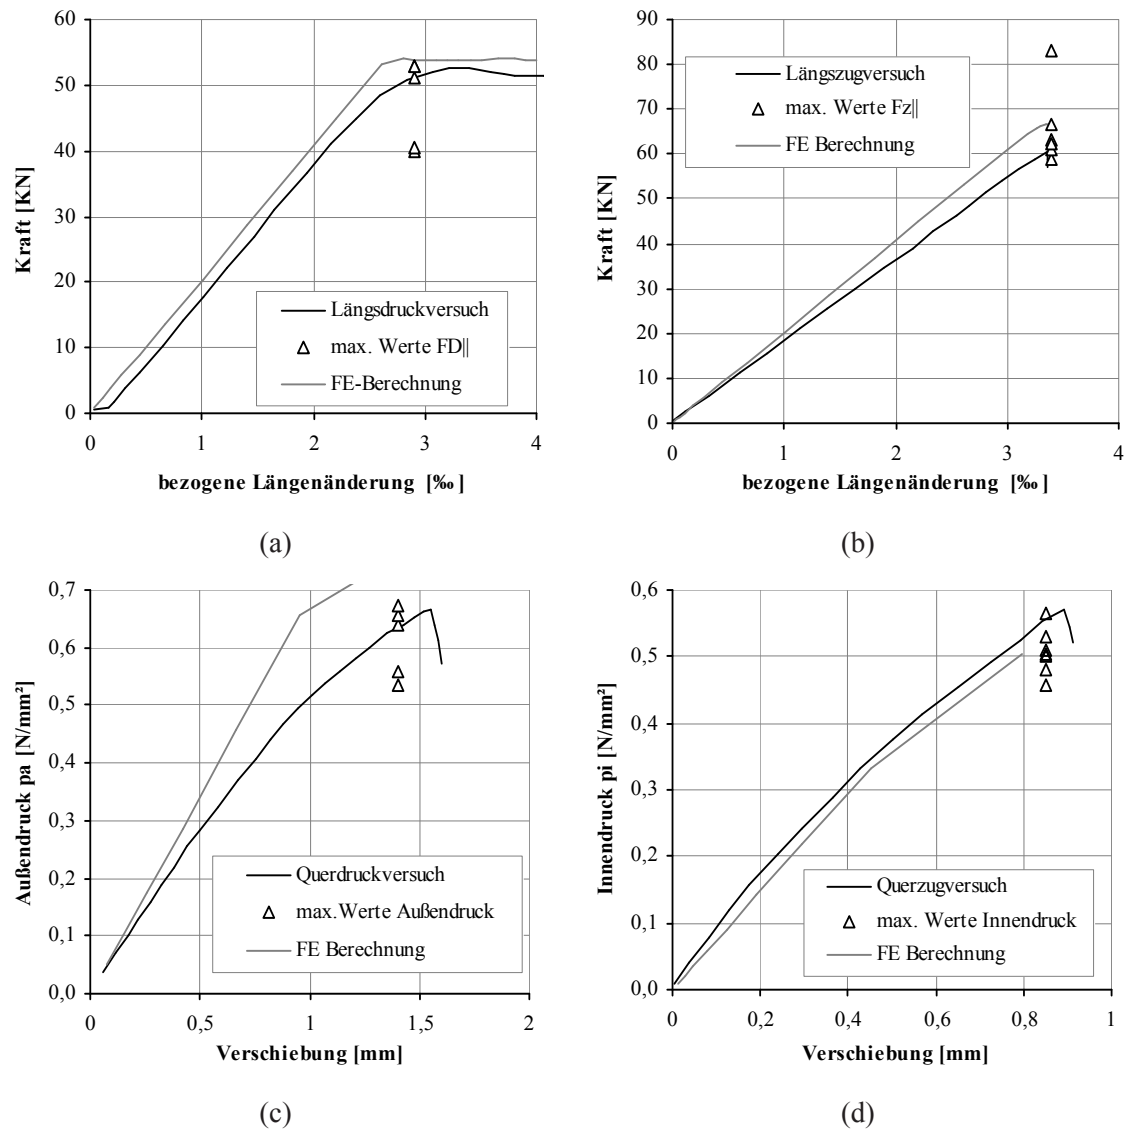 60
50
40
30
20
10
0
Kraft [KN]
Längsdruckversuch
max. Werte FD||
FE-Berechnung
0 1 2 3 4
bezogene Längenänderung [‰]
(a)
90
80
70
60
50
40
30
20
10
0
Kraft [KN]
Längszugversuch
max. Werte Fz||
FE Berechnung
0 1 2 3 4
bezogene Längenänderung [‰]
(b)
0,7
0,6
0,5
0,4
0,3
0,2
0,1
0,0
Außendruck pa [N/mm²]
Querdruckversuch
max.Werte Außendruck
FE Berechnung
0 0,5 1 1,5 2
Verschiebung [mm]
(c)
0,6
0,5
0,4
0,3
0,2
0,1
0,0
Innendruck pi [N/mm²]
Querzugversuch
max. Werte Innendruck
FE Berechnung
0 0,2 0,4 0,6 0,8 1
Verschiebung [mm]
(d)